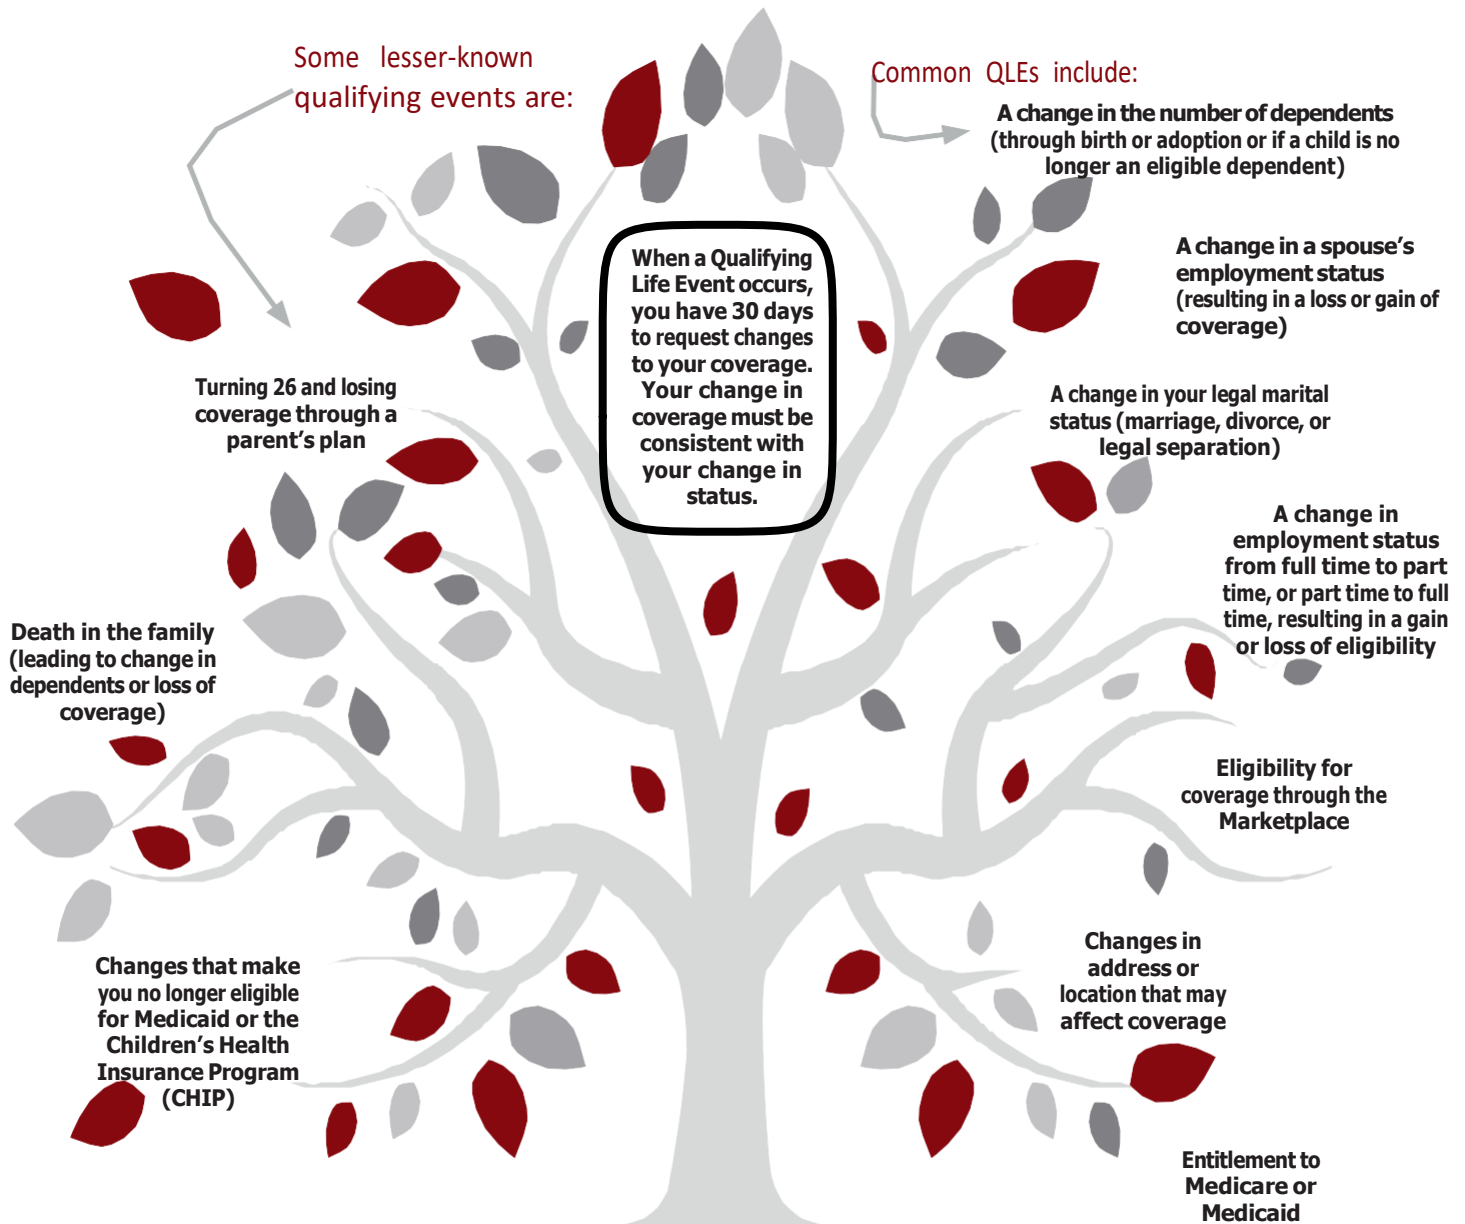 Some lesser-known
qualifying events are:
Turning 26 and losing
coverage through a
parent's plan
Death in the family
(leading to change in
dependents or loss of
coverage)
Changes that make
you no longer eligible
for Medicaid or the
Children's Health
Insurance Program
(CHIP)
When a Qualifying
Life Event occurs,
you have 30 days
to request changes
to your coverage.
Your change in
coverage must be
consistent with
your change in
status.
Common QLEs include:
A change in the number of dependents
(through birth or adoption or if a child is no
longer an eligible dependent)
A change in a spouse's
employment status
(resulting in a loss or gain of
coverage)
A change in your legal marital
status (marriage, divorce, or
legal separation)
A change in
employment status
from full time to part
time, or part time to full
time, resulting in a gain
or loss of eligibility
Eligibility for
coverage through the
Marketplace
Changes in
address or
location that may
affect coverage
Entitlement to
Medicare or
Medicaid